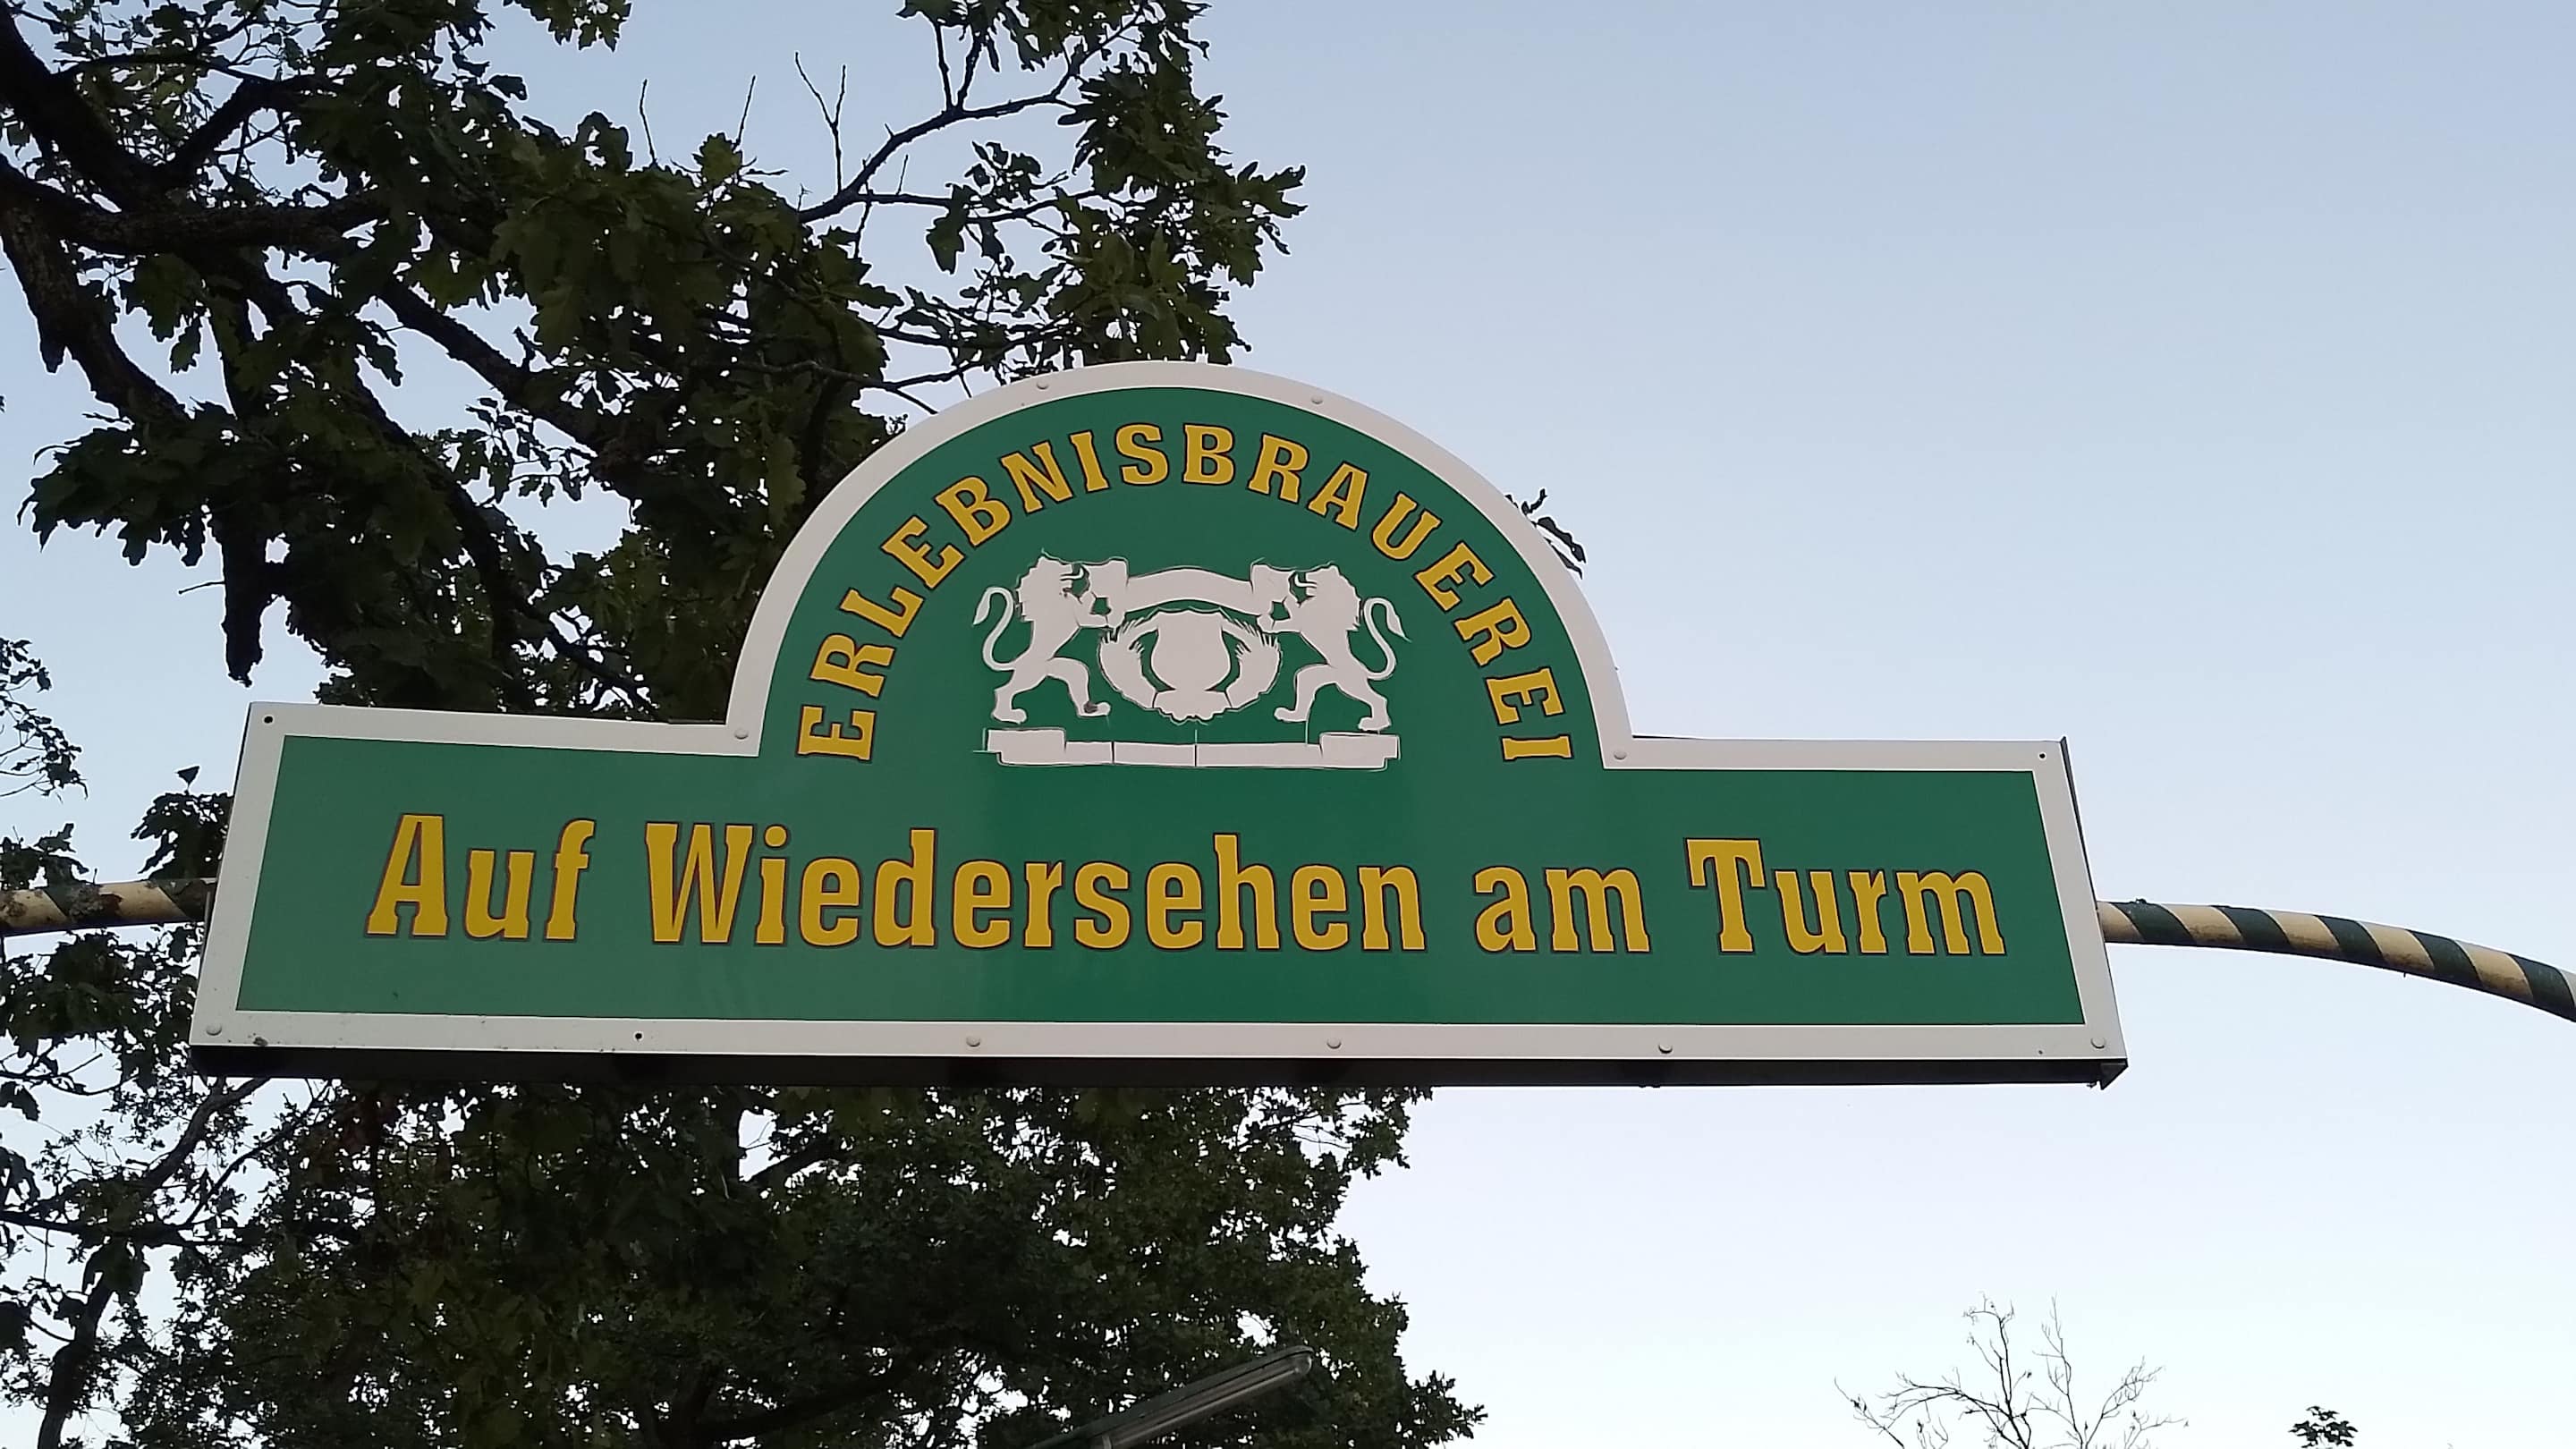 ERLEBNISBRAUEREI
Auf Wiedersehen am Turm